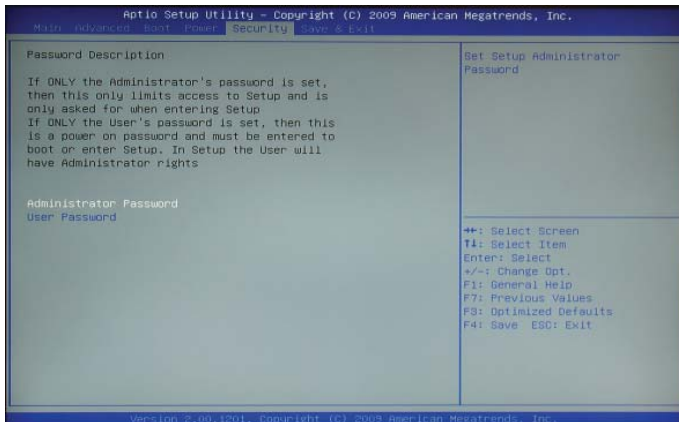 Aptio Setup Utility – Copyright (C) 2009 American Megatrends, Inc.
Main Advanced Boot Power Security Save & Exit
Password Description
If ONLY the Administrator's password is set,
then this only limits access to Setup and is
only asked for when entering Setup
If ONLY the User's password is set, then this
is a power on password and must be entered to
boot or enter Setup. In Setup the User will
have Administrator rights
Administrator Password
User Password
Set Setup Administrator
Password
→←: Select Screen
↑↓: Select Item
Enter: Select
+/-: Change Opt.
F1: General Help
F7: Previous Values
F3: Optimized Defaults
F4: Save ESC: Exit
Version 2.00.1201. Copyright (C) 2009 American Megatrends, Inc.